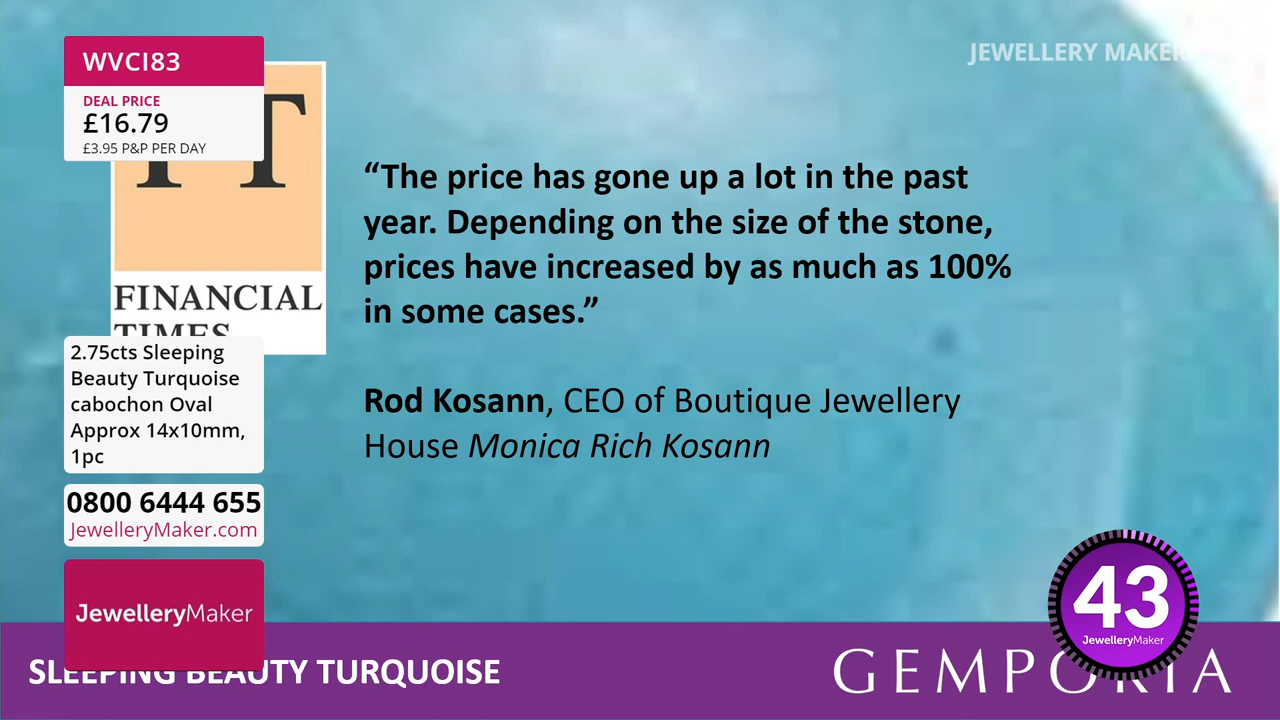 WVCI83
DEAL PRICE
£16.79
£3.95 P&P PER DAY
JEWELLERY MAKER
FT
FINANCIAL
TIMES
“The price has gone up a lot in the past
year. Depending on the size of the stone,
prices have increased by as much as 100%
in some cases.”
Rod Kosann, CEO of Boutique Jewellery
House Monica Rich Kosann
2.75cts Sleeping
Beauty Turquoise
cabochon Oval
Approx 14x10mm,
1pc
0800 6444 655
JewelleryMaker.com
JewelleryMaker
43
JewelleryMaker
SLEEPING BEAUTY TURQUOISE
GEMPORIA